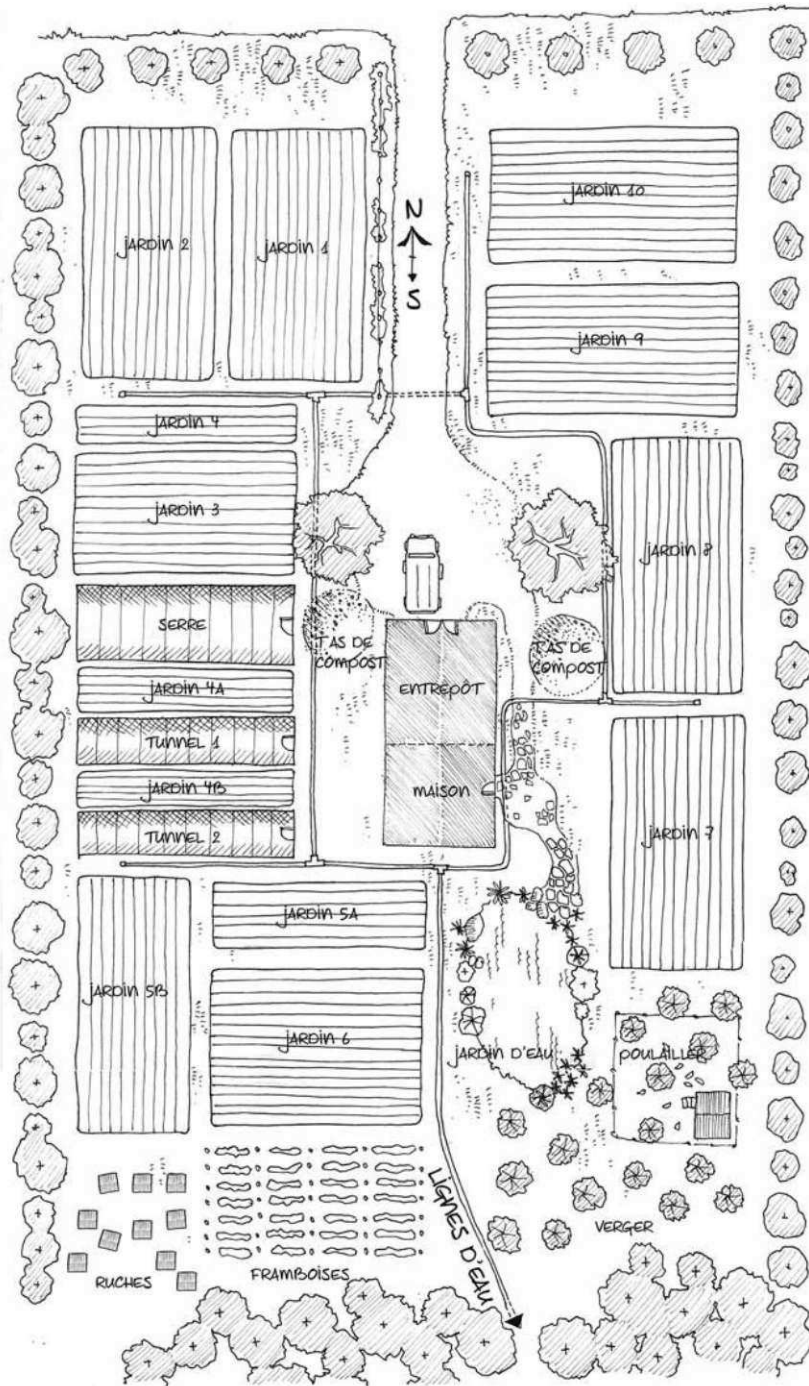 JARDIN 2
JARDIN 1
N
S
JARDIN 10
JARDIN 9
JARDIN 4
JARDIN 3
JARDIN 8
SERRE
TAS DE
COMPOST
TAS DE
COMPOST
JARDIN 4A
ENTREPÔT
TUNNEL 1
JARDIN 4B
MAISON
TUNNEL 2
JARDIN 7
JARDIN 5A
JARDIN 5B
JARDIN 6
JARDIN D'EAU
POULAILLER
LIGNES D'EAU
VERGER
RUCHES
FRAMBOISES